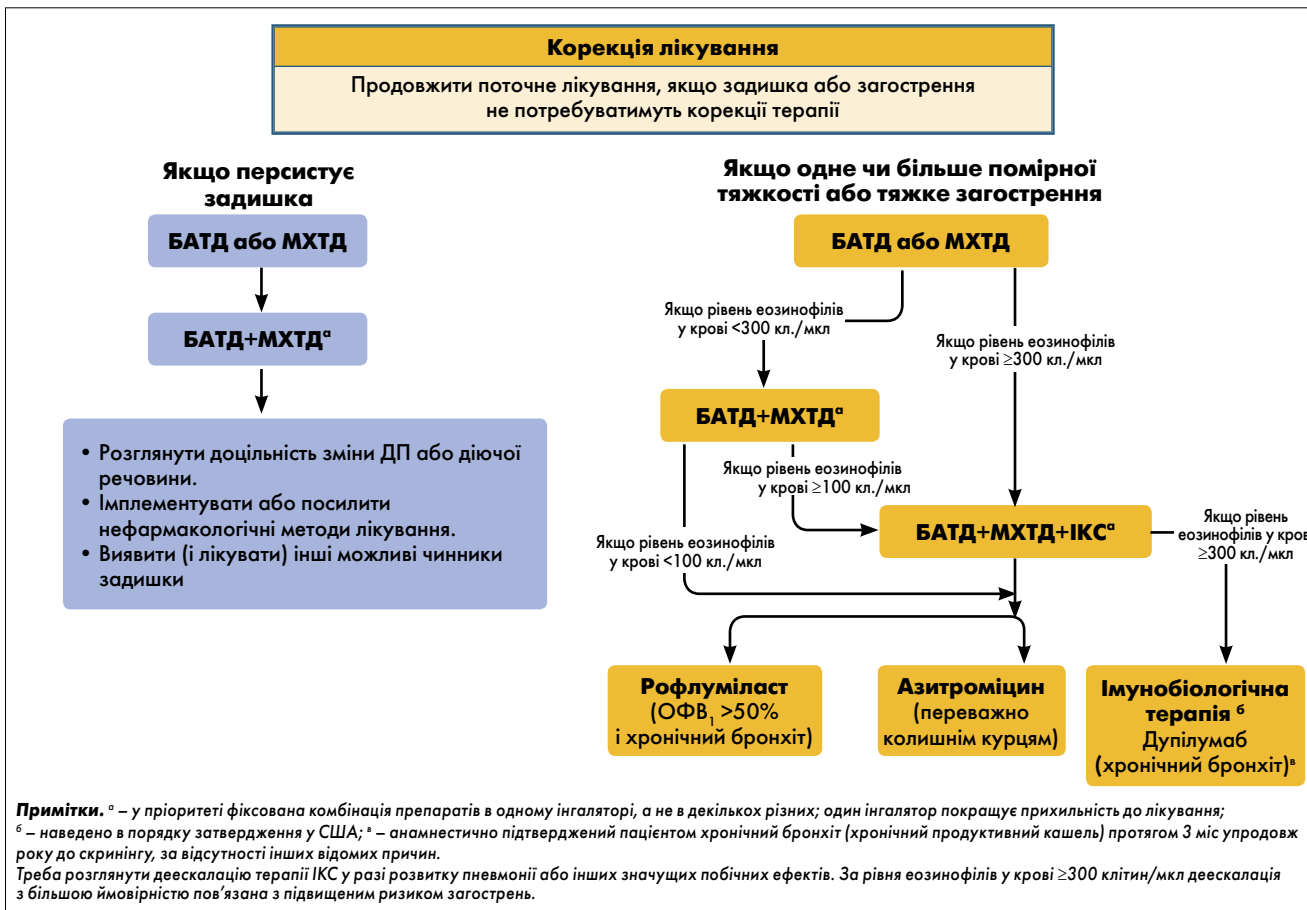 Корекція лікування
Продовжити поточне лікування, якщо задишка або загострення
не потребуватимуть корекції терапії
Якщо персистує
задишка
БАТД або МХТД
БАТД+МХТДᵃ
• Розглянути доцільність зміни ДП або діючої
речовини.
• Імплементувати або посилити
нефармакологічні методи лікування.
• Виявити (і лікувати) інші можливі чинники
задишки
Якщо одне чи більше помірної
тяжкості або тяжке загострення
БАТД або МХТД
Якщо рівень еозинофілів
у крові <300 кл./мкл
Якщо рівень еозинофілів
у крові ≥300 кл./мкл
БАТД+МХТДᵃ
Якщо рівень еозинофілів
у крові ≥100 кл./мкл
Якщо рівень еозинофілів
у крові <100 кл./мкл
БАТД+МХТД+ІКСᵃ
Якщо рівень
еозинофілів у кров
≥300 кл./мкл
Рофлуміласт
(ОФВ₁ >50%
і хронічний бронхіт)
Азитроміцин
(переважно
колишнім курцям)
Імунобіологічна
терапія ᵇ
Дупілумаб
(хронічний бронхіт)ᵛ
Примітки. ᵃ – у пріоритеті фіксована комбінація препаратів в одному інгаляторі, а не в декількох різних; один інгалятор покращує прихильність до лікування;
ᵇ – наведено в порядку затвердження у США; ᵛ – анамнестично підтверджений пацієнтом хронічний бронхіт (хронічний продуктивний кашель) протягом 3 міс упродовж
року до скринінгу, за відсутності інших відомих причин.
Треба розглянути деескалацію терапії ІКС у разі розвитку пневмонії або інших значущих побічних ефектів. За рівня еозинофілів у крові ≥300 клітин/мкл деескалація
з більшою ймовірністю пов’язана з підвищеним ризиком загострень.